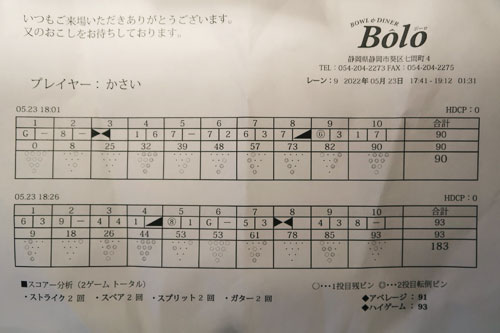 いつもご来場いただきありがとうございます。
又のおこしをお待ちしております。
BOWL & DINER
Bōlō
静岡県静岡市葵区七間町4
TEL：054-204-2273 FAX：054-204-2275
プレイヤー：かさい
レーン：9 2022年05月23日 17:41-19:12 01:31
05.23 18:01 HDCP：0
1 2 3 4 5 6 7 8 9 10 合計
G - 8 - 1 6 7 - 7 2 6 3 7 ⑥ 3 1 7 90
0 8 25 32 39 48 57 73 82 90 90
90
05.23 18:26 HDCP：0
1 2 3 4 5 6 7 8 9 10 合計
6 3 9 - 4 4 1 ⑧ 1 G - 5 3 4 3 8 - 93
9 18 26 44 53 53 61 78 85 93 93
183
■スコアー分析（2ゲーム トータル）
・ストライク 2 回 ・スペア 2 回 ・スプリット 2 回 ・ガター 2 回
○･･･1投目残ピン ◎･･･2投目転倒ピン
◆アベレージ：91
◆ハイゲーム：93